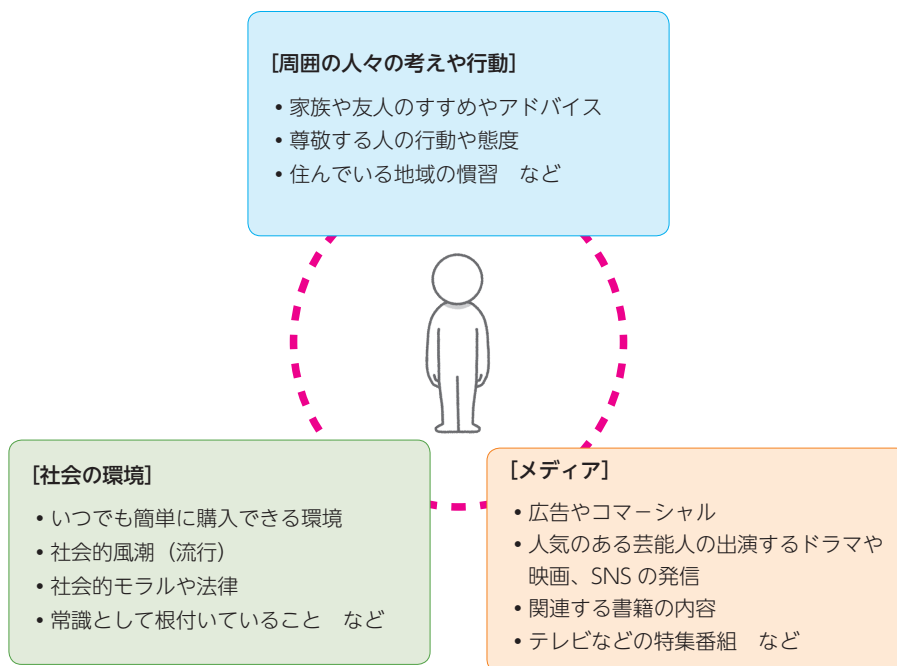 [周囲の人々の考えや行動]
• 家族や友人のすすめやアドバイス
• 尊敬する人の行動や態度
• 住んでいる地域の慣習　など
[社会の環境]
• いつでも簡単に購入できる環境
• 社会的風潮（流行）
• 社会的モラルや法律
• 常識として根付いていること　など
[メディア]
• 広告やコマーシャル
• 人気のある芸能人の出演するドラマや
映画、SNS の発信
• 関連する書籍の内容
• テレビなどの特集番組　など